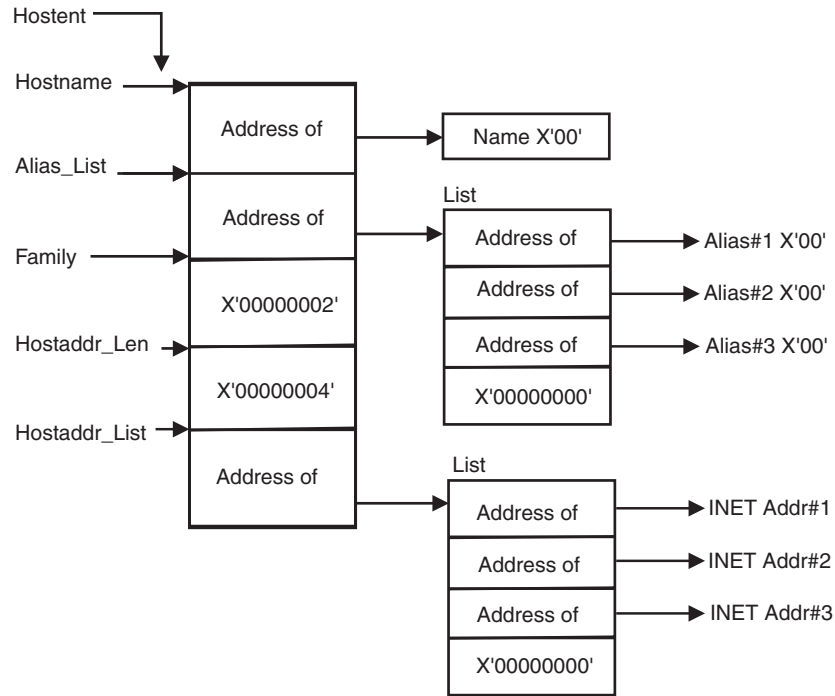 Hostent
Hostname
Address of
Name X'00'
Alias_List
List
Address of
Address of
Alias#1 X'00'
Family
Address of
Alias#2 X'00'
X'00000002'
Address of
Alias#3 X'00'
Hostaddr_Len
X'00000004'
X'00000000'
Hostaddr_List
List
Address of
Address of
INET Addr#1
Address of
INET Addr#2
Address of
INET Addr#3
X'00000000'